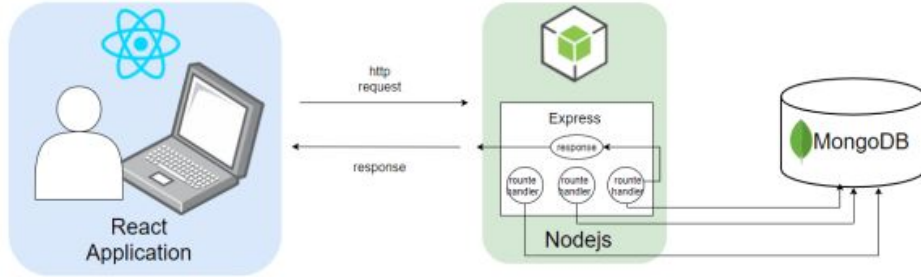 http
request
response
React
Application
Express
response
rounte
handler
rounte
handler
rounte
handler
Nodejs
MongoDB